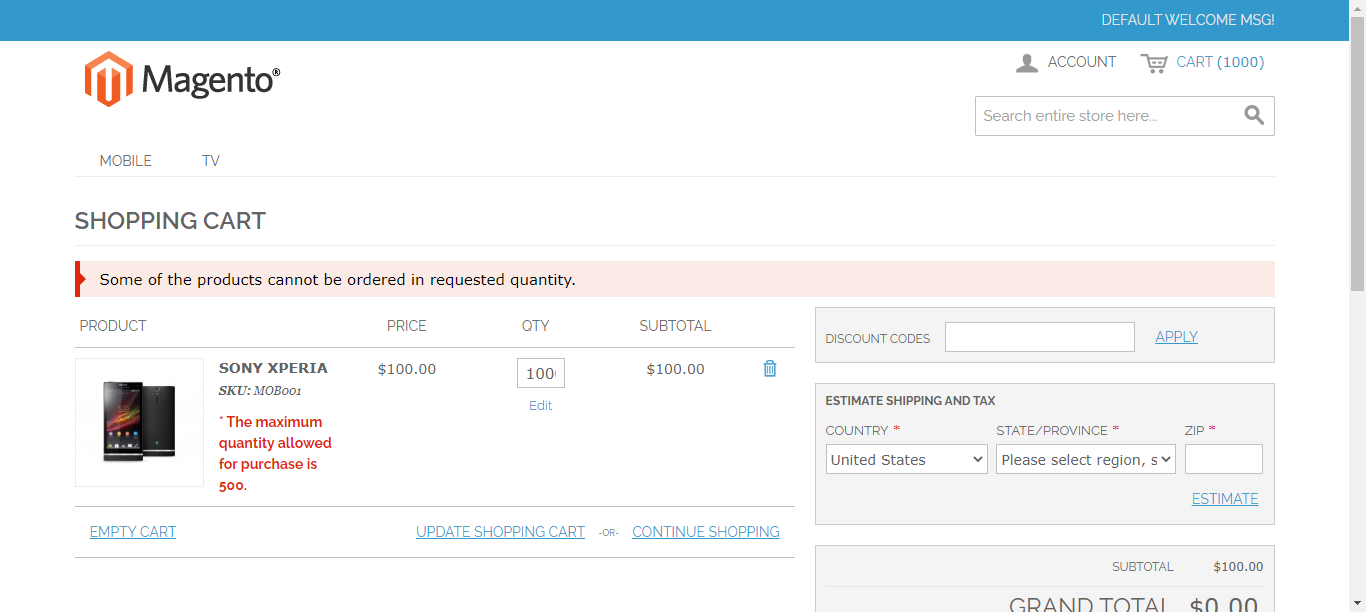 DEFAULT WELCOME MSG!
Magento®
ACCOUNT
CART (1000)
Search entire store here...
MOBILE
TV
SHOPPING CART
Some of the products cannot be ordered in requested quantity.
PRODUCT PRICE QTY SUBTOTAL
SONY XPERIA $100.00 100 $100.00
SKU: MOB001
Edit
* The maximum
quantity allowed
for purchase is
500.
EMPTY CART UPDATE SHOPPING CART -OR- CONTINUE SHOPPING
DISCOUNT CODES APPLY
ESTIMATE SHIPPING AND TAX
COUNTRY * STATE/PROVINCE * ZIP *
United States Please select region, s
ESTIMATE
SUBTOTAL $100.00
GRAND TOTAL $0.00